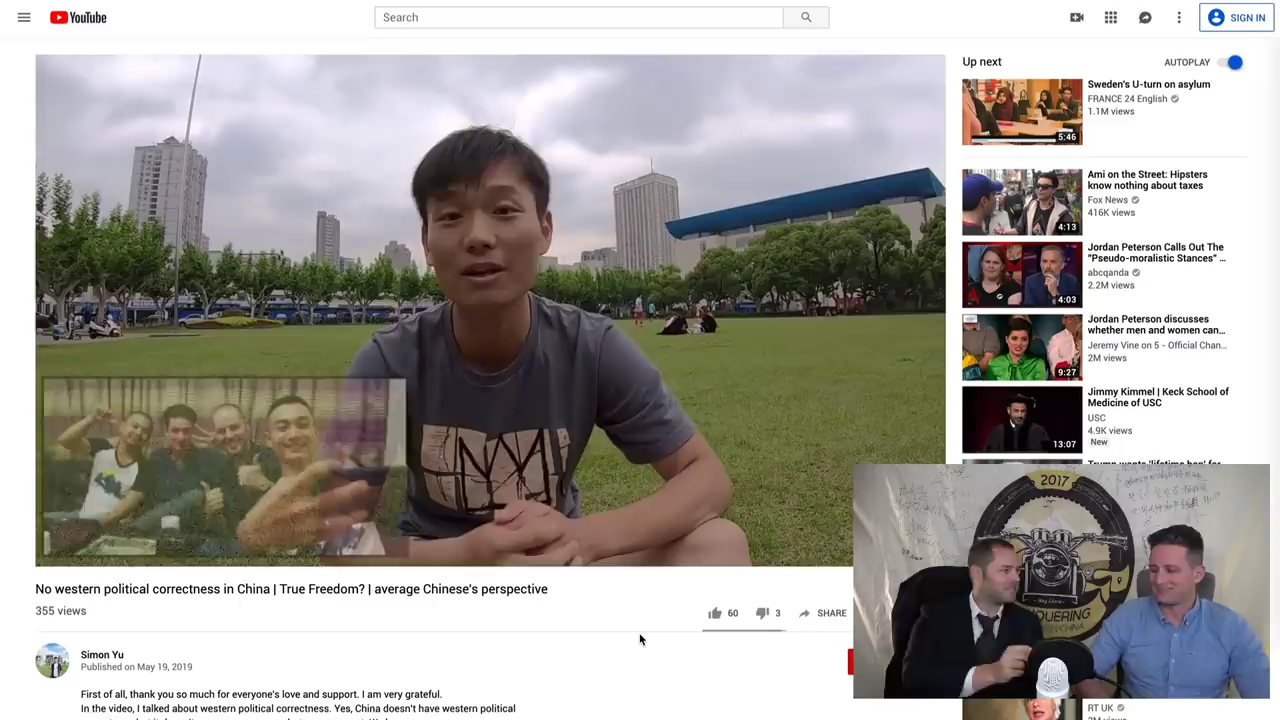 YouTube
Search
SIGN IN
Up next
AUTOPLAY
Sweden's U-turn on asylum
FRANCE 24 English
1.1M views
5:46
Ami on the Street: Hipsters
know nothing about taxes
Fox News
416K views
4:13
Jordan Peterson Calls Out The
"Pseudo-moralistic Stances" ...
abcqanda
2.2M views
4:03
Jordan Peterson discusses
whether men and women can...
Jeremy Vine on 5 - Official Chan...
2M views
9:27
Jimmy Kimmel | Keck School of
Medicine of USC
USC
4.9K views
New
13:07
No western political correctness in China | True Freedom? | average Chinese's perspective
355 views
60
3
SHARE
Simon Yu
Published on May 19, 2019
First of all, thank you so much for everyone's love and support. I am very grateful.
In the video, I talked about western political correctness. Yes, China doesn't have western political
2017
RT UK